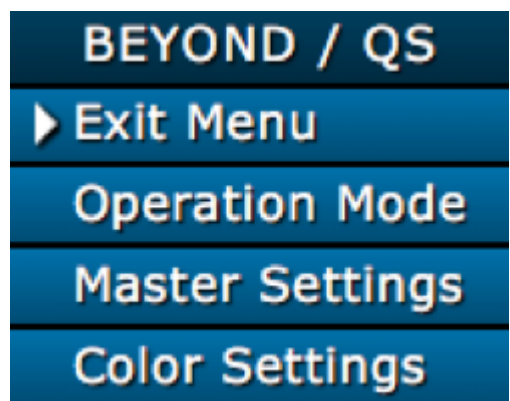 BEYOND / QS
Exit Menu
Operation Mode
Master Settings
Color Settings